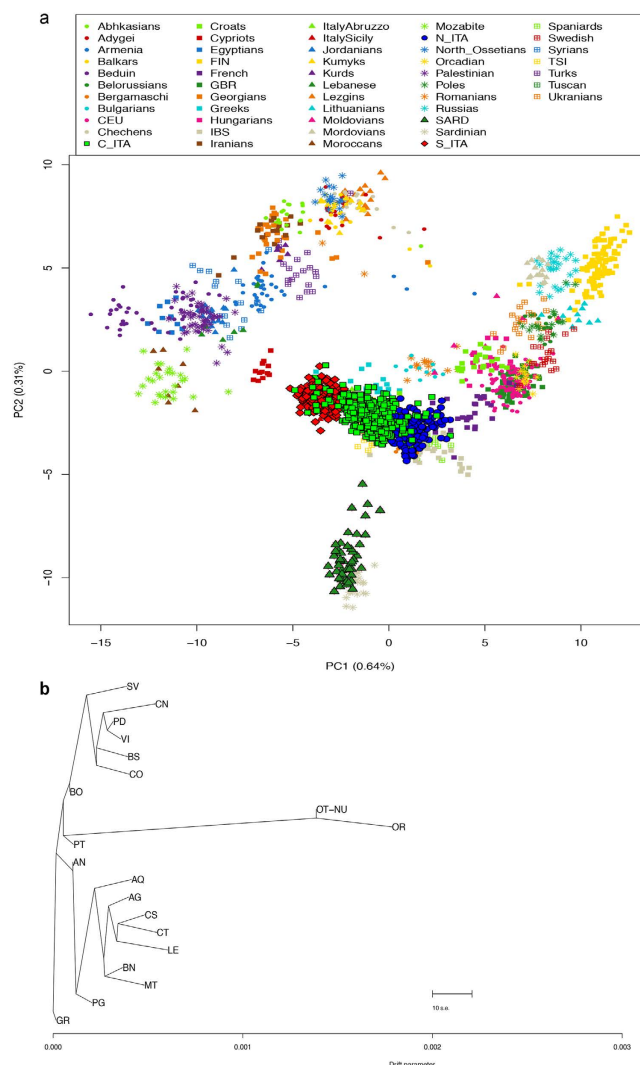 a
Abhkasians Croats ItalyAbruzzo Mozabite Spaniards
Adygei Cypriots ItalySicily N_ITA Swedish
Armenia Egyptians Jordanians North_Ossetians Syrians
Balkars FIN Kumyks Orcadian TSI
Beduin French Kurds Palestinian Turks
Belorussians GBR Lebanese Poles Tuscan
Bergamaschi Georgians Lezgins Romanians Ukranians
Bulgarians Greeks Lithuanians Russias
CEU Hungarians Moldovians SARD
Chechens IBS Mordovians Sardinian
C_ITA Iranians Moroccans S_ITA
10
5
0
−5
−10
PC2 (0.31%)
−15 −10 −5 0 5 10
PC1 (0.64%)
b
SV
CN
PD
VI
BS
CO
BO
OT−NU
OR
PT
AN
AQ
AG
CS
CT
LE
BN
MT
PG
GR
10 s.e.
0.000 0.001 0.002 0.003
Drift parameter